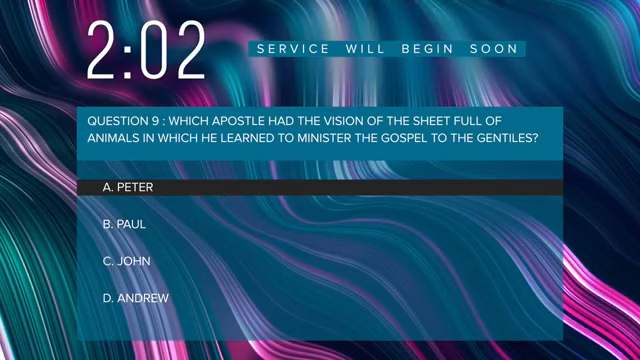 2:02
SERVICE WILL BEGIN SOON
QUESTION 9 : WHICH APOSTLE HAD THE VISION OF THE SHEET FULL OF
ANIMALS IN WHICH HE LEARNED TO MINISTER THE GOSPEL TO THE GENTILES?
A. PETER
B. PAUL
C. JOHN
D. ANDREW